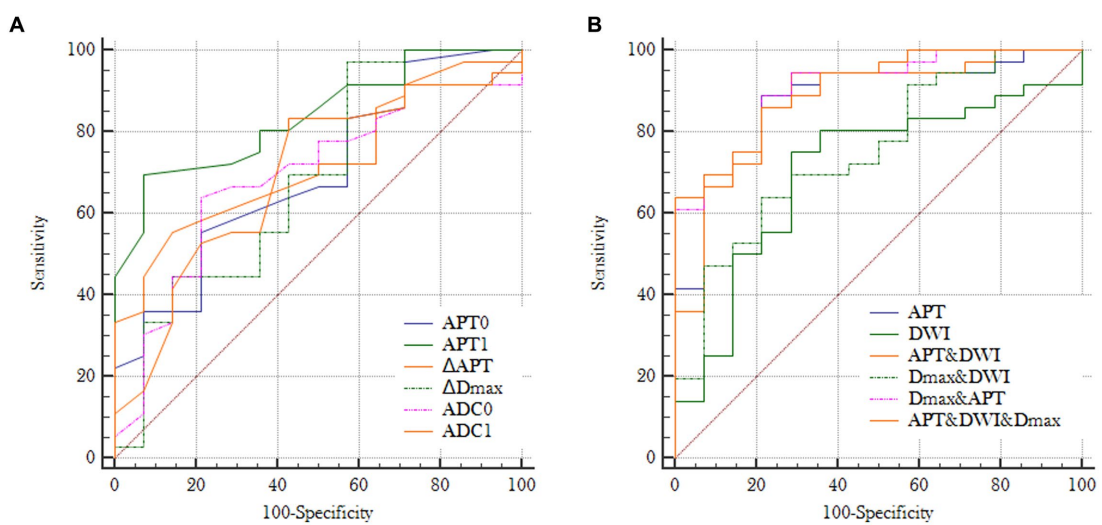 A
B
100
80
60
40
20
0
Sensitivity
0
20
40
60
80
100
100-Specificity
APT0
APT1
ΔAPT
ΔDmax
ADC0
ADC1
100
80
60
40
20
0
Sensitivity
0
20
40
60
80
100
100-Specificity
APT
DWI
APT&DWI
Dmax&DWI
Dmax&APT
APT&DWI&Dmax